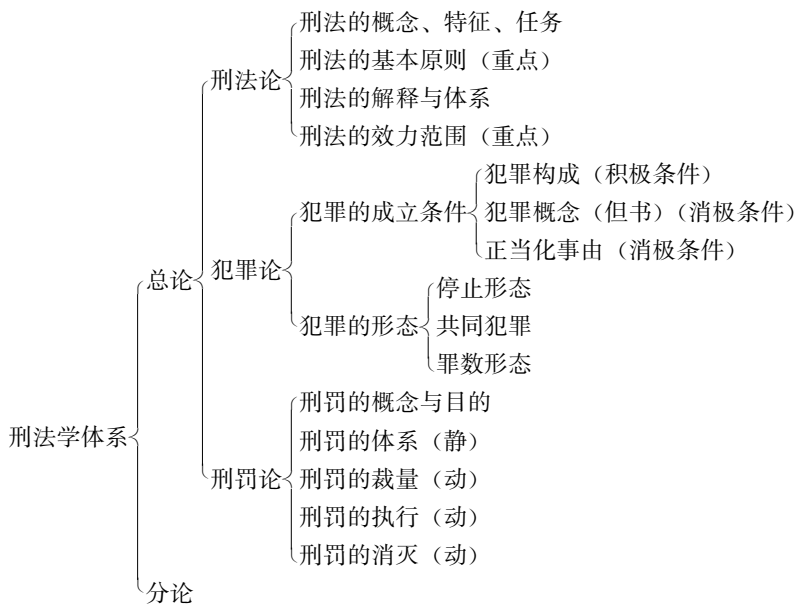 刑法学体系
总论
刑法论
刑法的概念、特征、任务
刑法的基本原则（重点）
刑法的解释与体系
刑法的效力范围（重点）
犯罪论
犯罪的成立条件
犯罪构成（积极条件）
犯罪概念（但书）（消极条件）
正当化事由（消极条件）
犯罪的形态
停止形态
共同犯罪
罪数形态
刑罚论
刑罚的概念与目的
刑罚的体系（静）
刑罚的裁量（动）
刑罚的执行（动）
刑罚的消灭（动）
分论